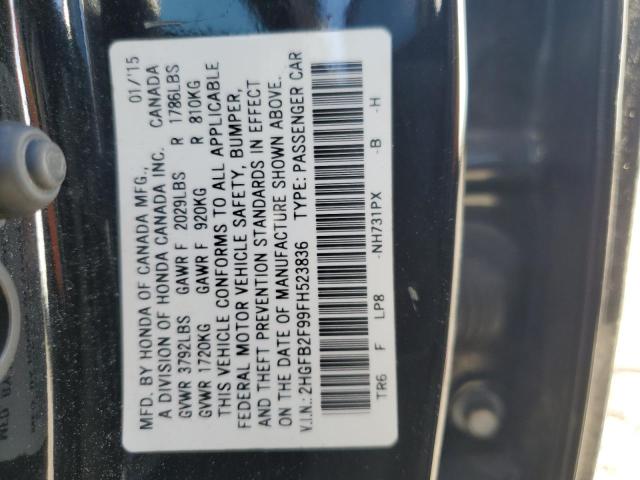 MFD. BY HONDA OF CANADA MFG., 01/'15
A DIVISION OF HONDA CANADA INC. CANADA
GVWR 3792LBS GAWR F 2029LBS R 1786LBS
GVWR 1720KG GAWR F 920KG R 810KG
THIS VEHICLE CONFORMS TO ALL APPLICABLE
FEDERAL MOTOR VEHICLE SAFETY, BUMPER,
AND THEFT PREVENTION STANDARDS IN EFFECT
ON THE DATE OF MANUFACTURE SHOWN ABOVE.
V.I.N.: 2HGFB2F99FH523836 TYPE: PASSENGER CAR
TR6 F LP8 -NH731PX -B -H